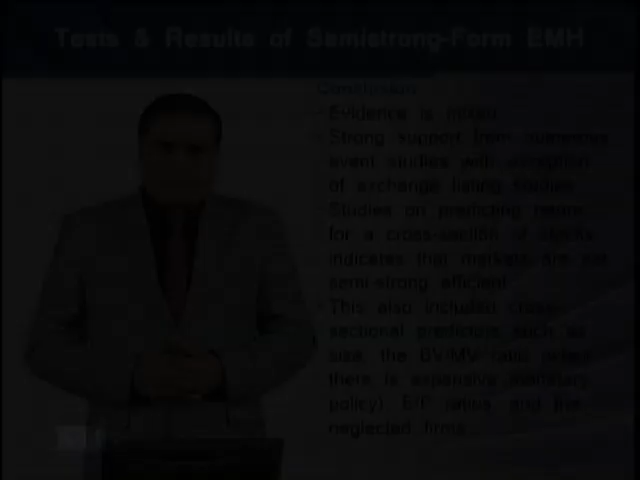 Tests & Results of Semistrong-Form EMH
Conclusion
Evidence is mixed
Strong support from numerous
event studies with exception
of exchange listing studies
Studies on predicting
for a cross-section of stocks
indicates that markets are not
semi-strong efficient
This also included cross-
sectional predictors such as
size, the BV/MV ratio
there is expansive monetary
policy), E/P ratios, and the
neglected firms